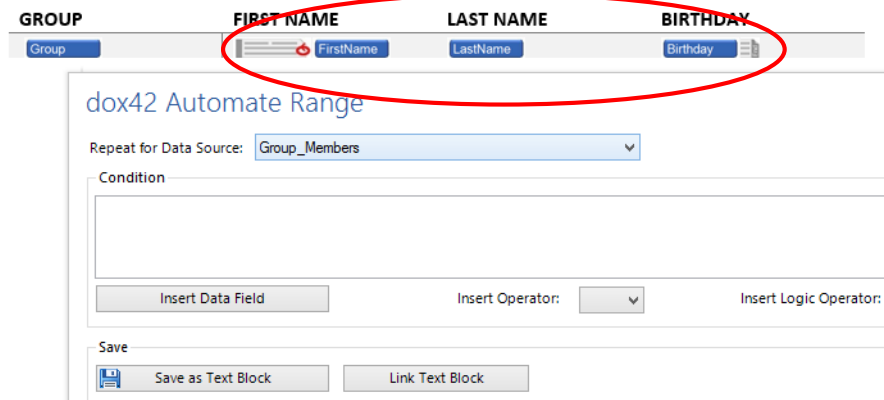 GROUP FIRST NAME LAST NAME BIRTHDAY
Group FirstName LastName Birthday
dox42 Automate Range
Repeat for Data Source: Group_Members
Condition
Insert Data Field Insert Operator: Insert Logic Operator:
Save
Save as Text Block Link Text Block